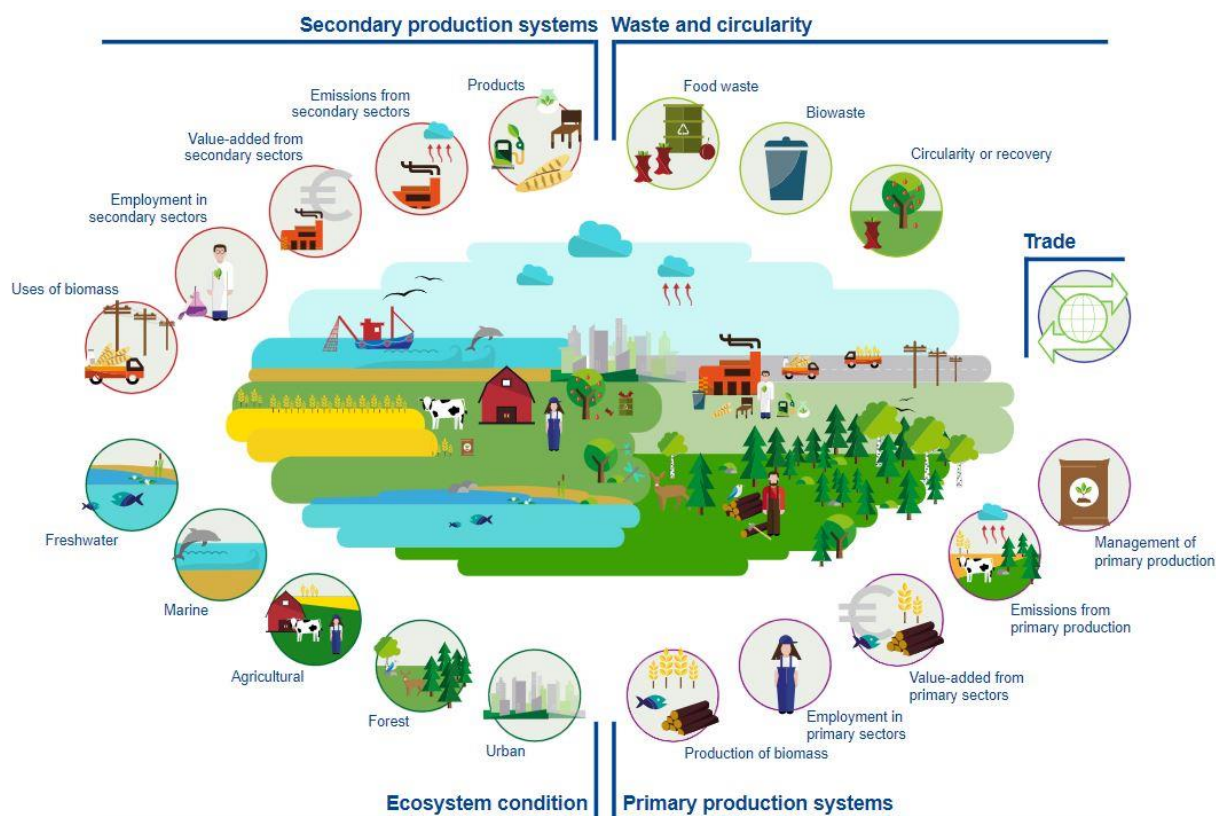 Secondary production systems
Waste and circularity
Products
Emissions from
secondary sectors
Value-added from
secondary sectors
Employment in
secondary sectors
Uses of biomass
Food waste
Biowaste
Circularity or recovery
Trade
Freshwater
Marine
Agricultural
Forest
Urban
Management of
primary production
Emissions from
primary production
Value-added from
primary sectors
Employment in
primary sectors
Production of biomass
Ecosystem condition
Primary production systems